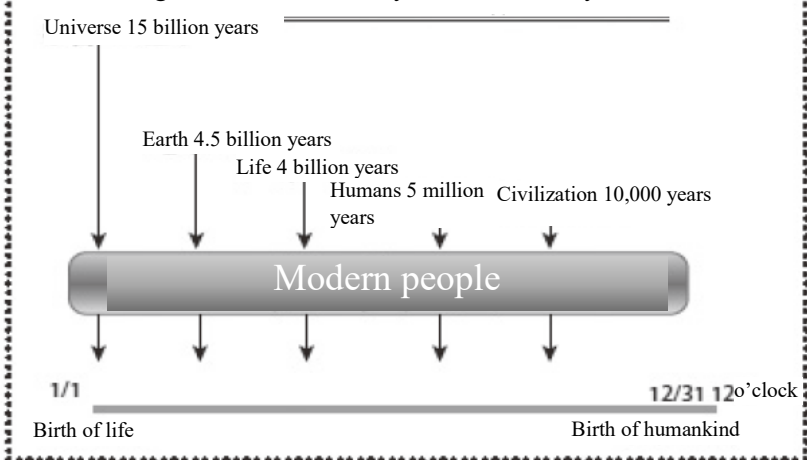 Universe 15 billion years
Earth 4.5 billion years
Life 4 billion years
Humans 5 million
years
Civilization 10,000 years
Modern people
1/1
12/31 12o’clock
Birth of life
Birth of humankind